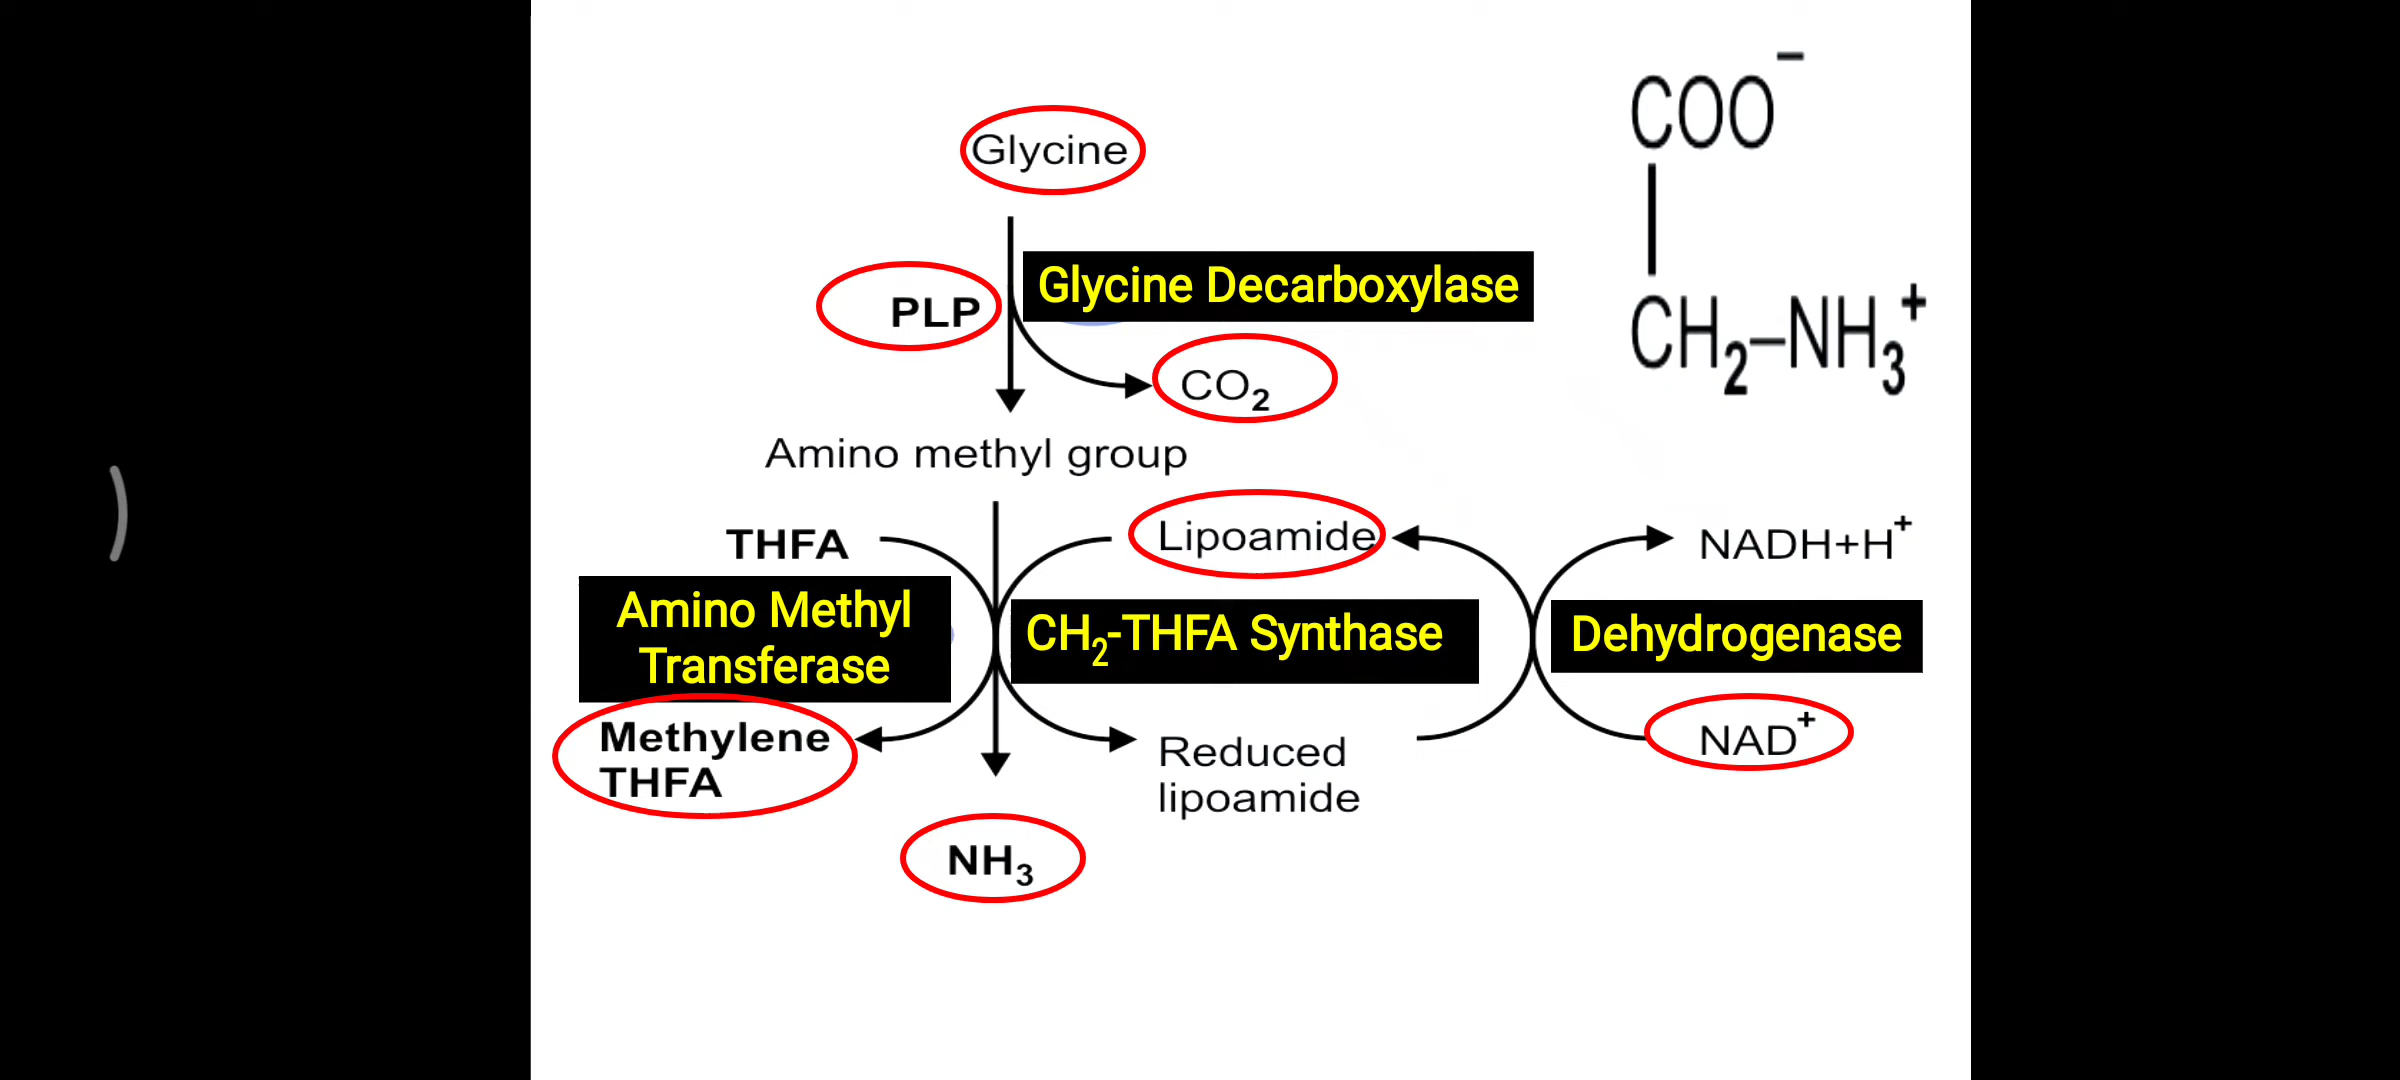 COO⁻
Glycine
Glycine Decarboxylase
PLP
CH₂–NH₃⁺
CO₂
Amino methyl group
THFA
Lipoamide
NADH+H⁺
Amino Methyl
Transferase
CH₂-THFA Synthase
Dehydrogenase
Methylene
THFA
Reduced
lipoamide
NAD⁺
NH₃